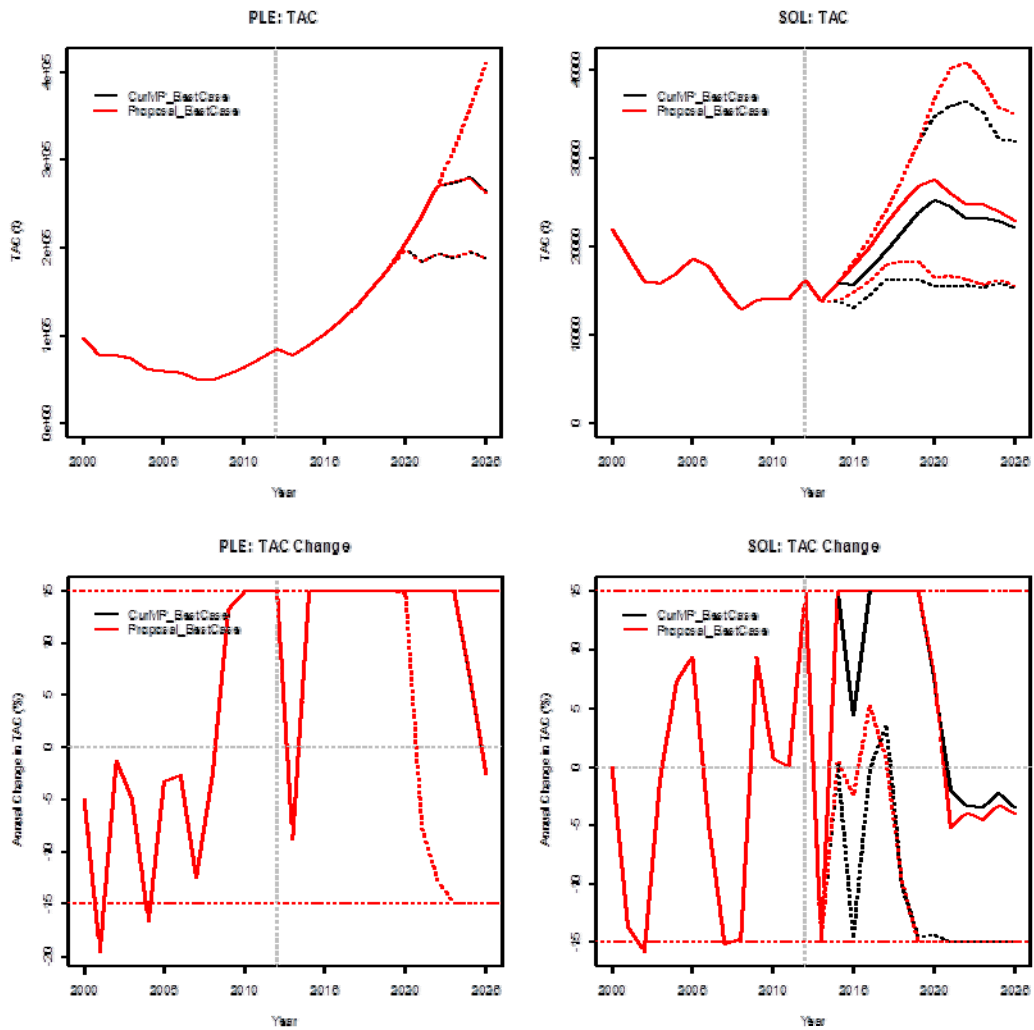 PLE: TAC
4e+05
3e+05
2e+05
1e+05
0e+00
TAC (t)
CurMP_BestCase
Proposal_BestCase
2000 2005 2010 2015 2020 2025
Year
SOL: TAC
40000
30000
20000
10000
0
TAC (t)
CurMP_BestCase
Proposal_BestCase
2000 2005 2010 2015 2020 2025
Year
PLE: TAC Change
15
10
5
0
-5
-10
-15
-20
Annual Change in TAC (%)
CurMP_BestCase
Proposal_BestCase
2000 2005 2010 2015 2020 2025
Year
SOL: TAC Change
15
10
5
0
-5
-10
-15
Annual Change in TAC (%)
CurMP_BestCase
Proposal_BestCase
2000 2005 2010 2015 2020 2025
Year